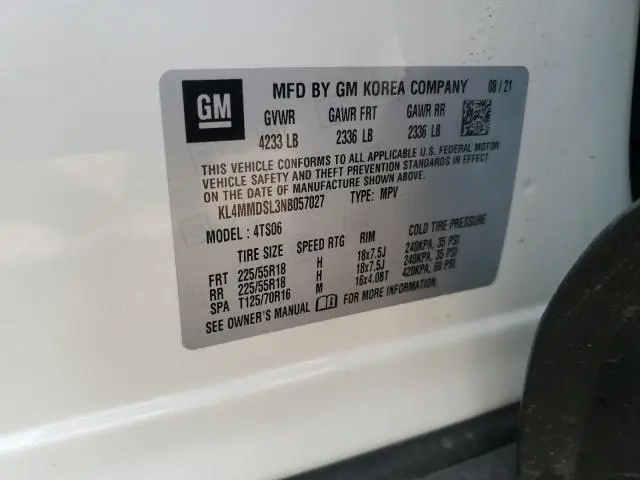 GM
MFD BY GM KOREA COMPANY 08/21
GVWR GAWR FRT GAWR RR
4233 LB 2336 LB 2336 LB
THIS VEHICLE CONFORMS TO ALL APPLICABLE U.S. FEDERAL MOTOR
VEHICLE SAFETY AND THEFT PREVENTION STANDARDS IN EFFECT
ON THE DATE OF MANUFACTURE SHOWN ABOVE.
KL4MMDSL3NB057027 TYPE: MPV
MODEL: 4TS06
TIRE SIZE SPEED RTG RIM COLD TIRE PRESSURE
FRT 225/55R18 H 18x7.5J 240KPA, 35 PSI
RR 225/55R18 H 18x7.5J 240KPA, 35 PSI
SPA T125/70R16 M 16x4.0BT 420KPA, 60 PSI
SEE OWNER'S MANUAL FOR MORE INFORMATION.